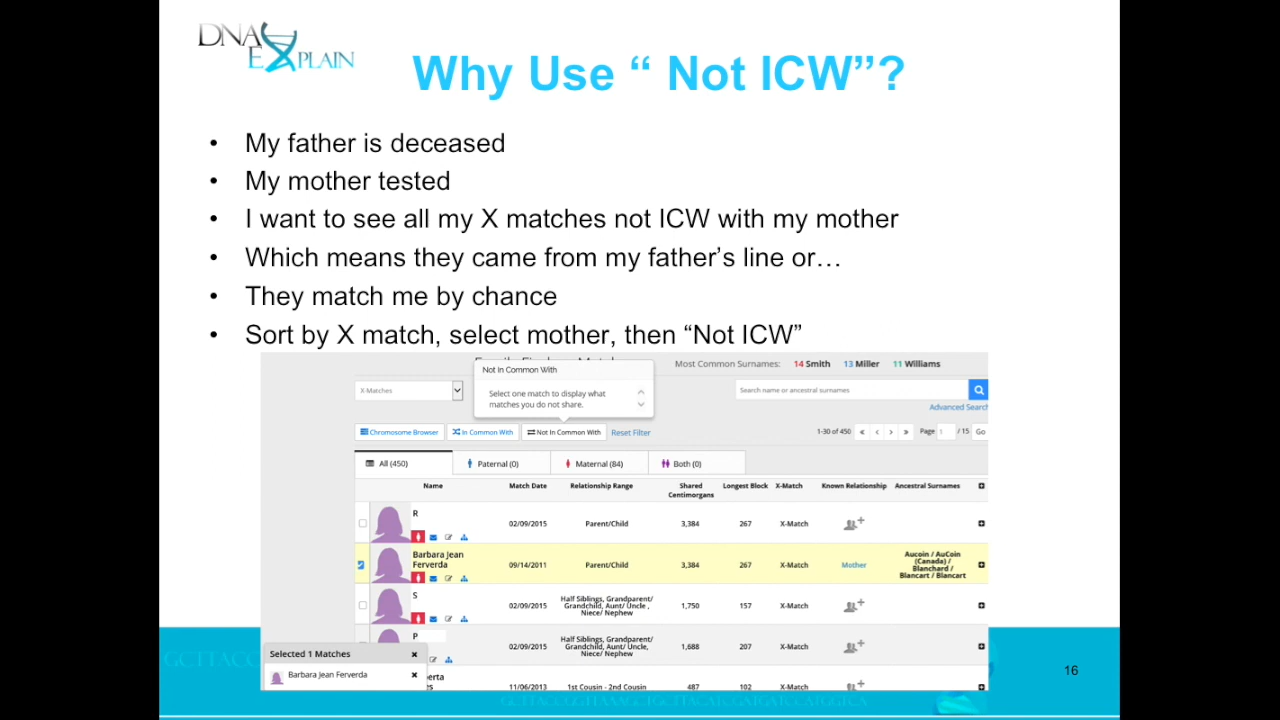 DNA
EXPLAIN
Why Use “ Not ICW”?
• My father is deceased
• My mother tested
• I want to see all my X matches not ICW with my mother
• Which means they came from my father’s line or…
• They match me by chance
• Sort by X match, select mother, then “Not ICW”
Most Common Surnames: 14 Smith 13 Miller 11 Williams
Not In Common With
Select one match to display what
matches you do not share.
X-Matches
Search name or ancestral surnames
Advanced Search
Chromosome Browser In Common With Not In Common With Reset Filter
1-30 of 450 « ‹ › » Page 1 / 15 Go
All (450) Paternal (0) Maternal (84) Both (0)
Name Match Date Relationship Range Shared Centimorgans Longest Block X-Match Known Relationship Ancestral Surnames
R
02/09/2015 Parent/Child 3,384 267 X-Match
Barbara Jean
Ferverda
09/14/2011 Parent/Child 3,384 267 X-Match Mother
Aucoin / AuCoin
(Canada) /
Blanchard /
Blancart / Blancart
S
02/09/2015
Half Siblings, Grandparent/
Grandchild, Aunt/ Uncle ,
Niece/ Nephew
1,750 157 X-Match
P
02/09/2015
Half Siblings, Grandparent/
Grandchild, Aunt/ Uncle,
Niece/ Nephew
1,688 207 X-Match
erta
es
11/06/2013 1st Cousin - 2nd Cousin 487 102 X-Match
Selected 1 Matches ×
Barbara Jean Ferverda ×
16